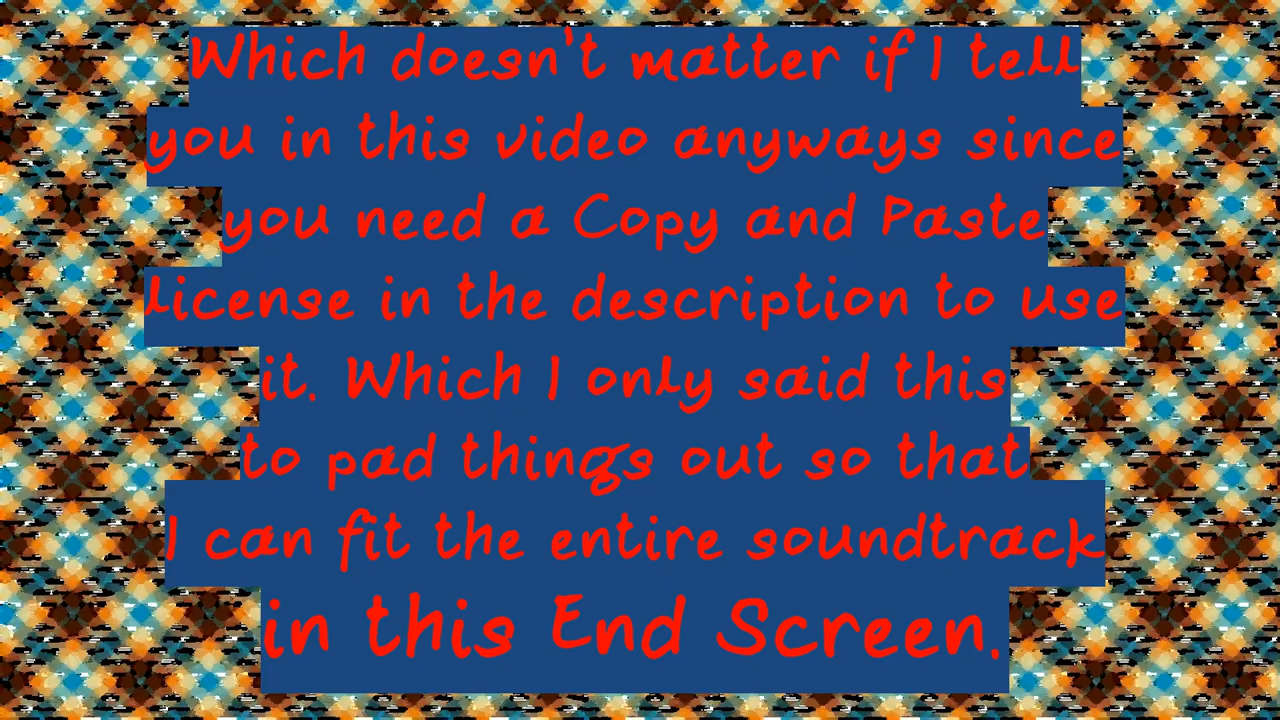 Which doesn't matter if I tell
you in this video anyways since
you need a Copy and Paste
license in the description to use
it. Which I only said this
to pad things out so that
I can fit the entire soundtrack
in this End Screen.